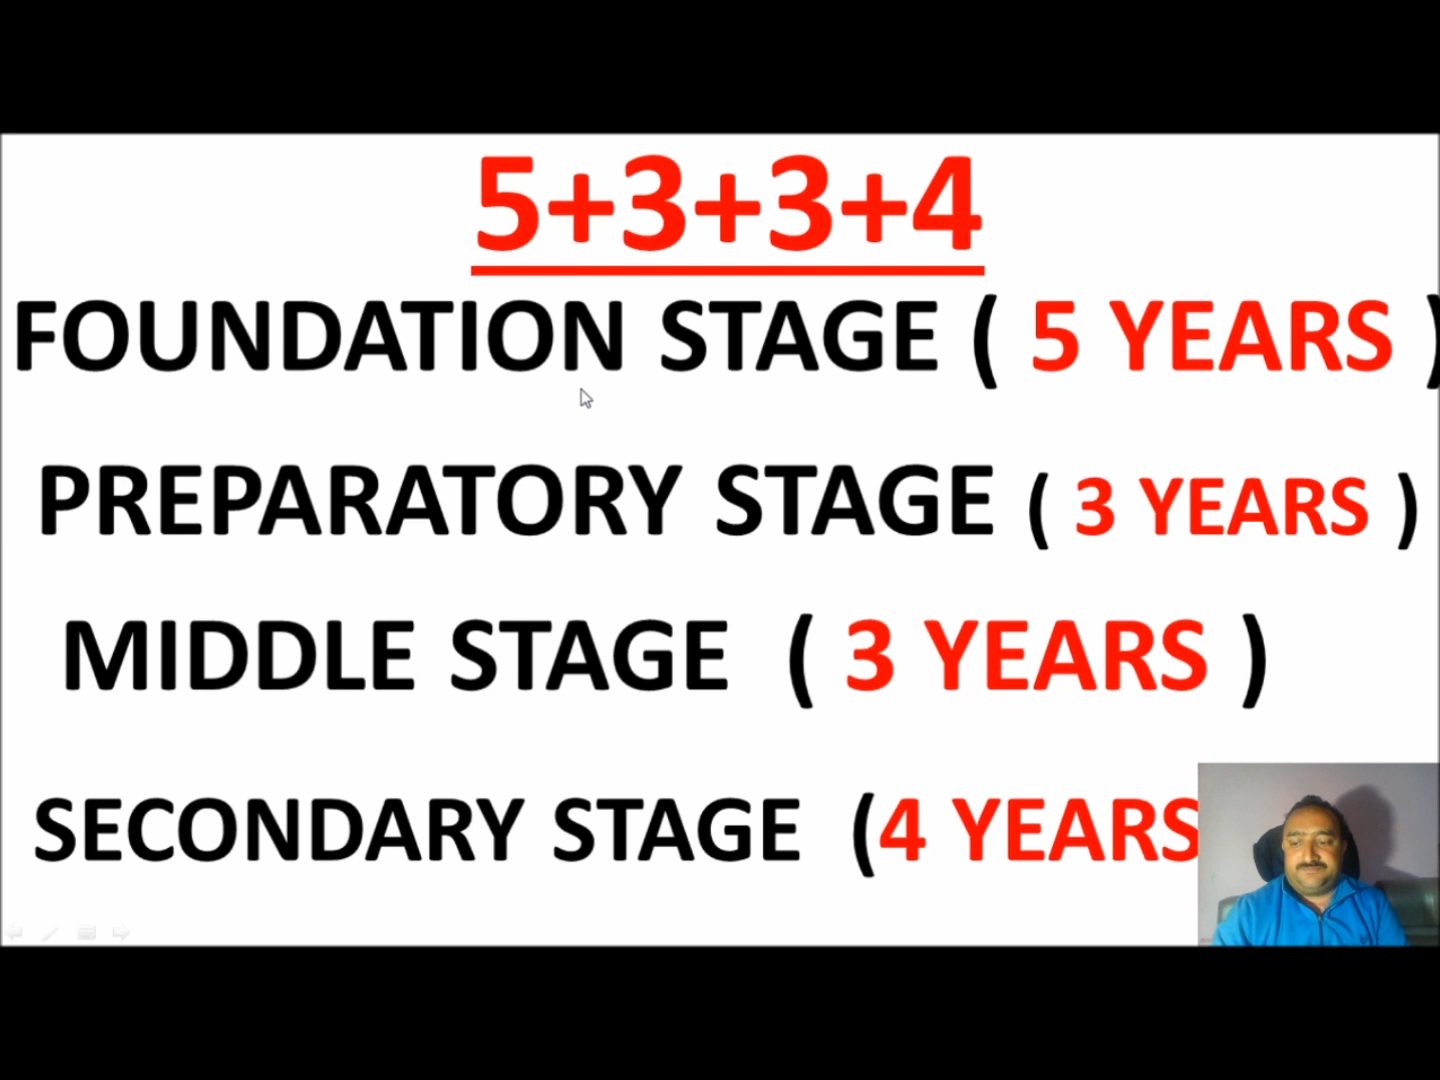 5+3+3+4
FOUNDATION STAGE ( 5 YEARS )
PREPARATORY STAGE ( 3 YEARS )
MIDDLE STAGE ( 3 YEARS )
SECONDARY STAGE (4 YEARS